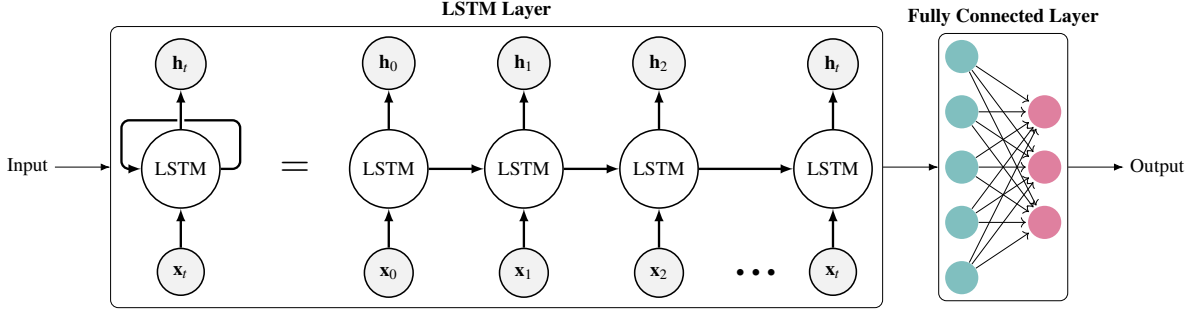 LSTM Layer
Fully Connected Layer
h_t h_0 h_1 h_2 h_t
Input LSTM = LSTM LSTM LSTM LSTM Output
x_t x_0 x_1 x_2 ••• x_t